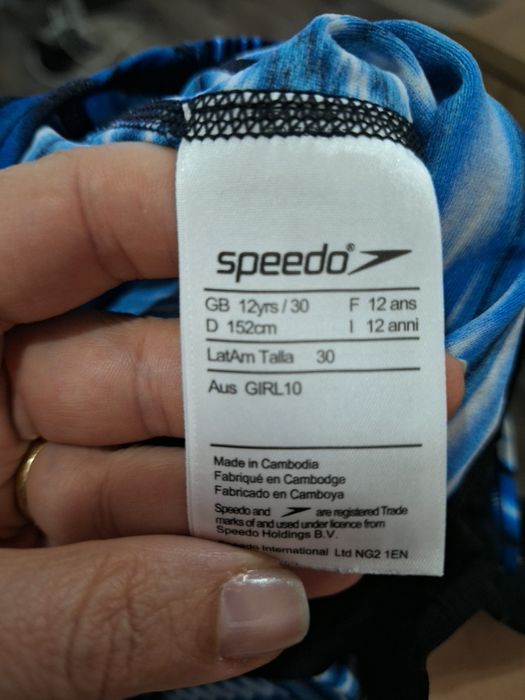 speedo®
GB 12yrs / 30 F 12 ans
D 152cm I 12 anni
LatAm Talla 30
Aus GIRL10
Made in Cambodia
Fabriqué en Cambodge
Fabricado en Camboya
Speedo and are registered Trade
marks of and used under licence from
Speedo Holdings B.V.
International Ltd NG2 1EN